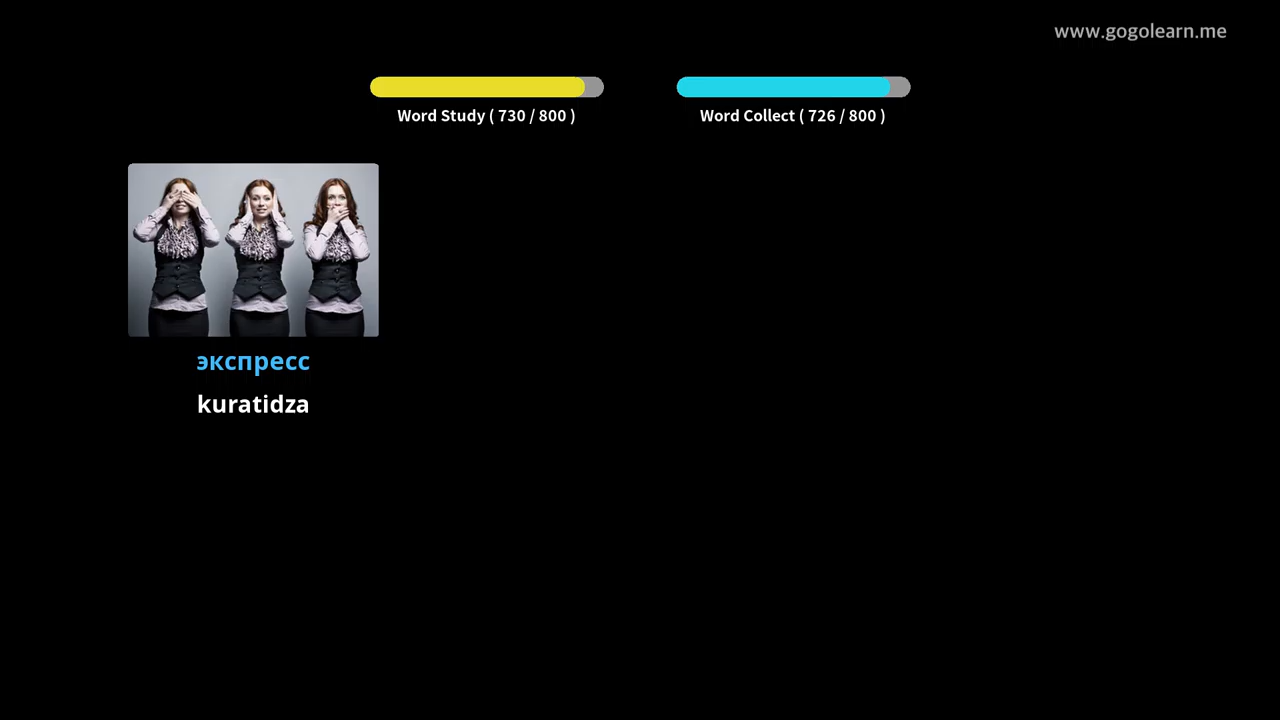 www.gogolearn.me
Word Study ( 730 / 800 )
Word Collect ( 726 / 800 )
экспресс
kuratidza